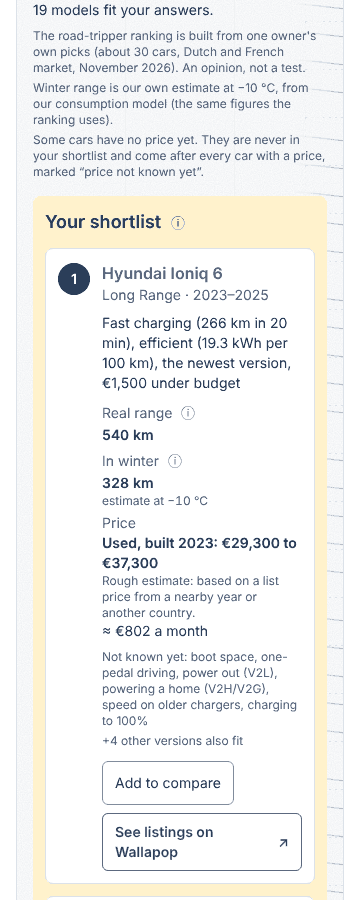 19 models fit your answers.
The road-tripper ranking is built from one owner's
own picks (about 30 cars, Dutch and French
market, November 2026). An opinion, not a test.
Winter range is our own estimate at −10 °C, from
our consumption model (the same figures the
ranking uses).
Some cars have no price yet. They are never in
your shortlist and come after every car with a price,
marked “price not known yet”.
Your shortlist ⓘ
1
Hyundai Ioniq 6
Long Range · 2023–2025
Fast charging (266 km in 20
min), efficient (19.3 kWh per
100 km), the newest version,
€1,500 under budget
Real range ⓘ
540 km
In winter ⓘ
328 km
estimate at −10 °C
Price
Used, built 2023: €29,300 to
€37,300
Rough estimate: based on a list
price from a nearby year or
another country.
≈ €802 a month
Not known yet: boot space, one-
pedal driving, power out (V2L),
powering a home (V2H/V2G),
speed on older chargers, charging
to 100%
+4 other versions also fit
Add to compare
See listings on
Wallapop ↗